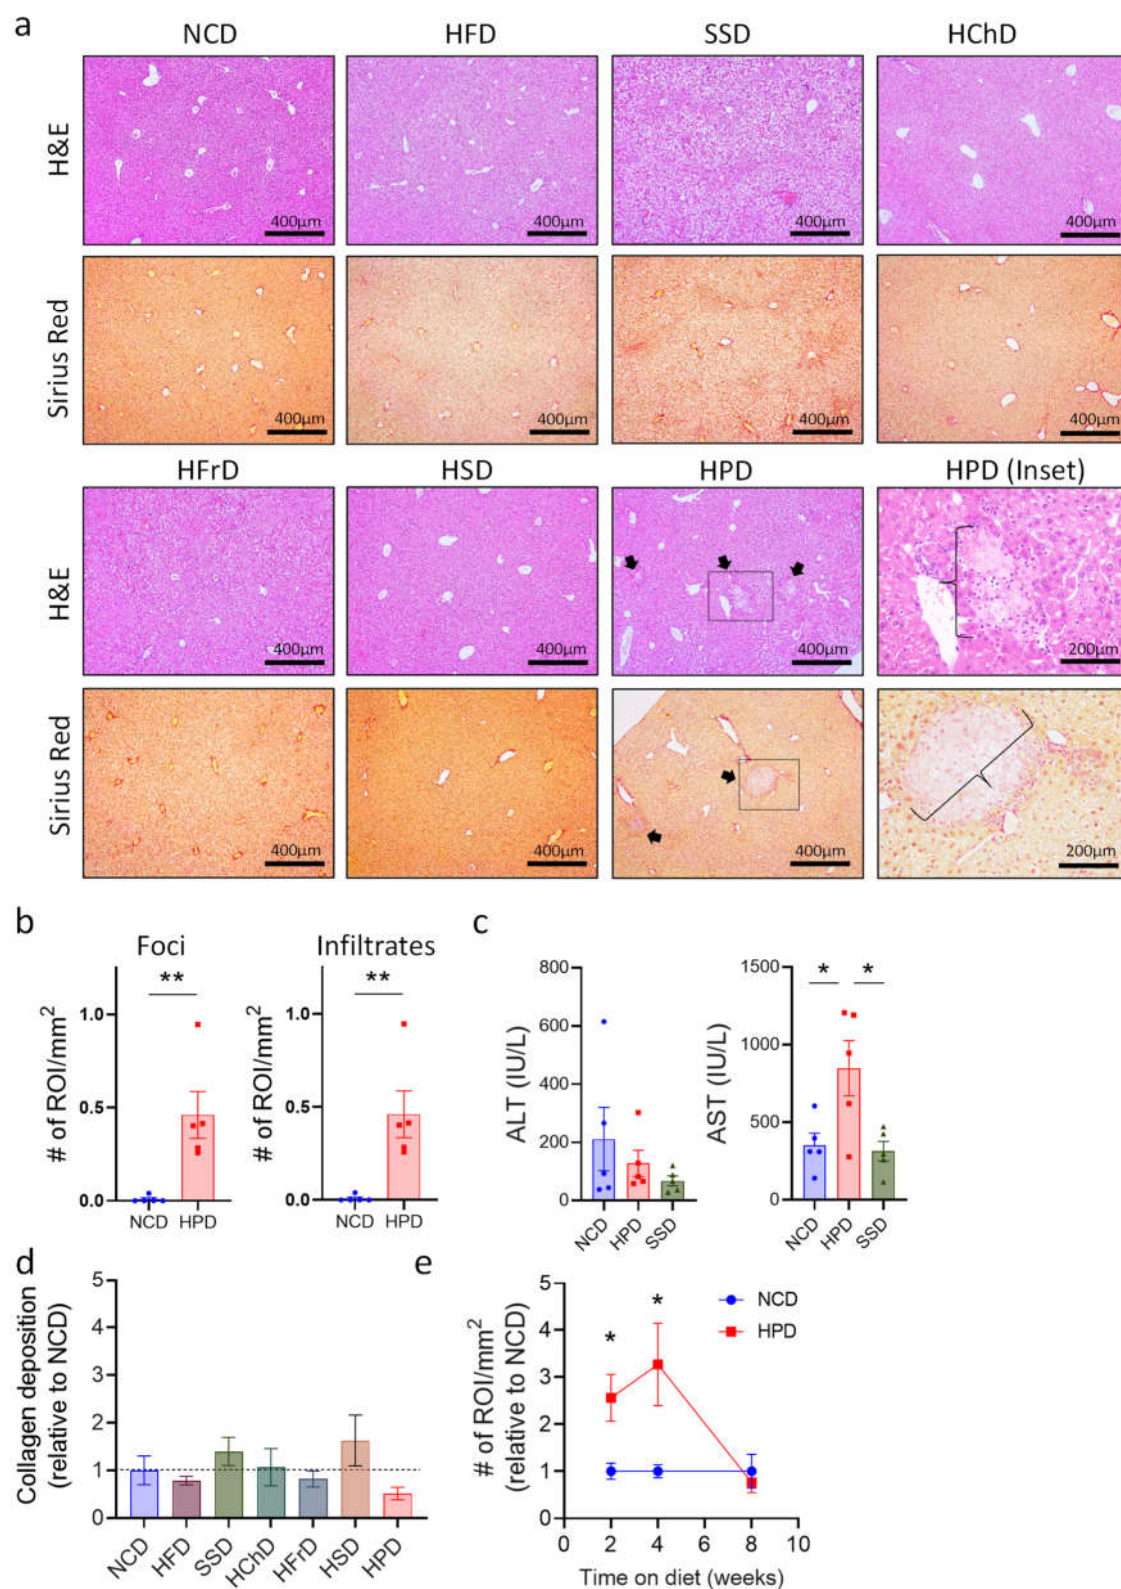 a
NCD HFD SSD HChD
H&E
400µm 400µm 400µm 400µm
Sirius Red
400µm 400µm 400µm 400µm
HFrD HSD HPD HPD (Inset)
H&E
400µm 400µm 400µm 200µm
Sirius Red
400µm 400µm 400µm 200µm
b
Foci
# of ROI/mm²
**
1.0
0.5
0.0
NCD HPD
Infiltrates
# of ROI/mm²
**
1.0
0.5
0.0
NCD HPD
c
ALT (IU/L)
800
600
400
200
0
NCD HPD SSD
AST (IU/L)
* *
1500
1000
500
0
NCD HPD SSD
d
Collagen deposition
(relative to NCD)
5
4
3
2
1
0
NCD HFD SSD HChD HFrD HSD HPD
e
# of ROI/mm²
(relative to NCD)
5
4
3
2
1
0
* *
NCD
HPD
0 2 4 6 8 10
Time on diet (weeks)